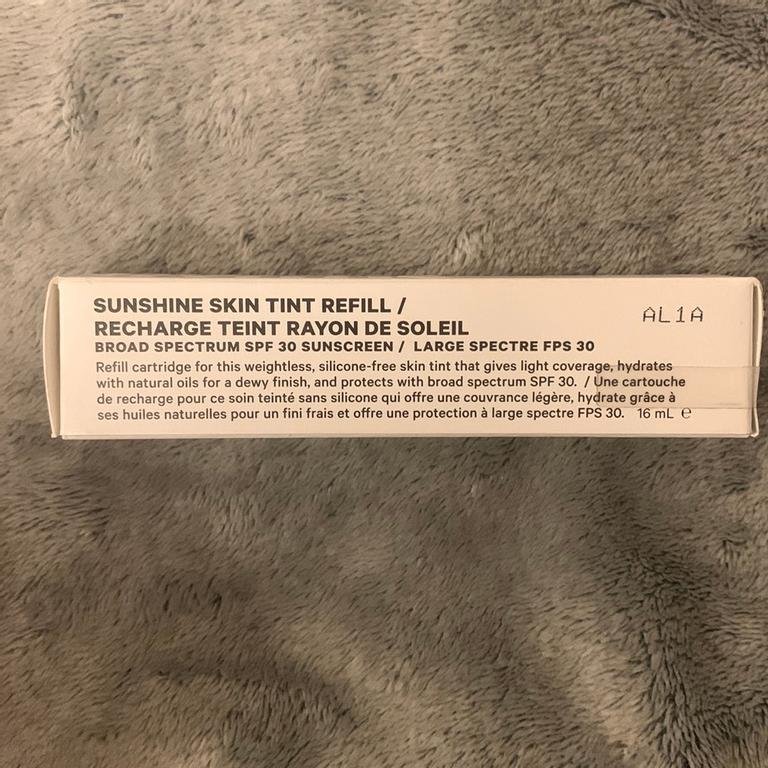 SUNSHINE SKIN TINT REFILL /
RECHARGE TEINT RAYON DE SOLEIL
BROAD SPECTRUM SPF 30 SUNSCREEN / LARGE SPECTRE FPS 30
Refill cartridge for this weightless, silicone-free skin tint that gives light coverage, hydrates
with natural oils for a dewy finish, and protects with broad spectrum SPF 30. / Une cartouche
de recharge pour ce soin teinté sans silicone qui offre une couvrance légère, hydrate grâce à
ses huiles naturelles pour un fini frais et offre une protection à large spectre FPS 30. 16 mL ℮
AL1A